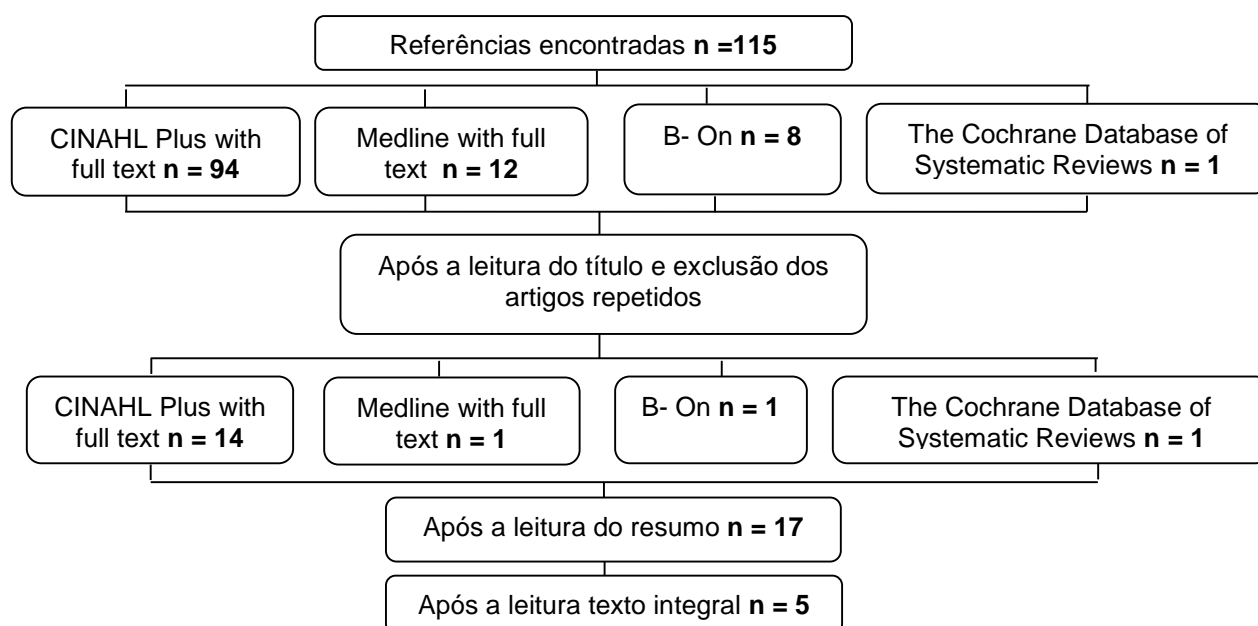 Referências encontradas n =115
CINAHL Plus with
full text n = 94
Medline with full
text n = 12
B- On n = 8
The Cochrane Database of
Systematic Reviews n = 1
Após a leitura do título e exclusão dos
artigos repetidos
CINAHL Plus with
full text n = 14
Medline with full
text n = 1
B- On n = 1
The Cochrane Database of
Systematic Reviews n = 1
Após a leitura do resumo n = 17
Após a leitura texto integral n = 5